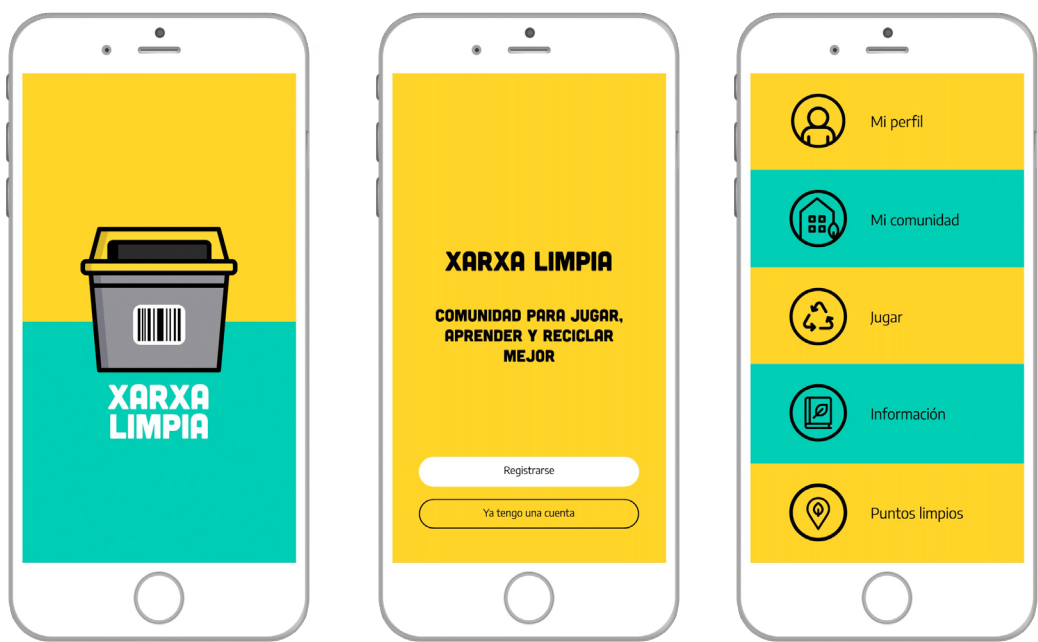 XARXA
LIMPIA
XARXA LIMPIA
COMUNIDAD PARA JUGAR,
APRENDER Y RECICLAR
MEJOR
Registrarse
Ya tengo una cuenta
Mi perfil
Mi comunidad
Jugar
Información
Puntos limpios